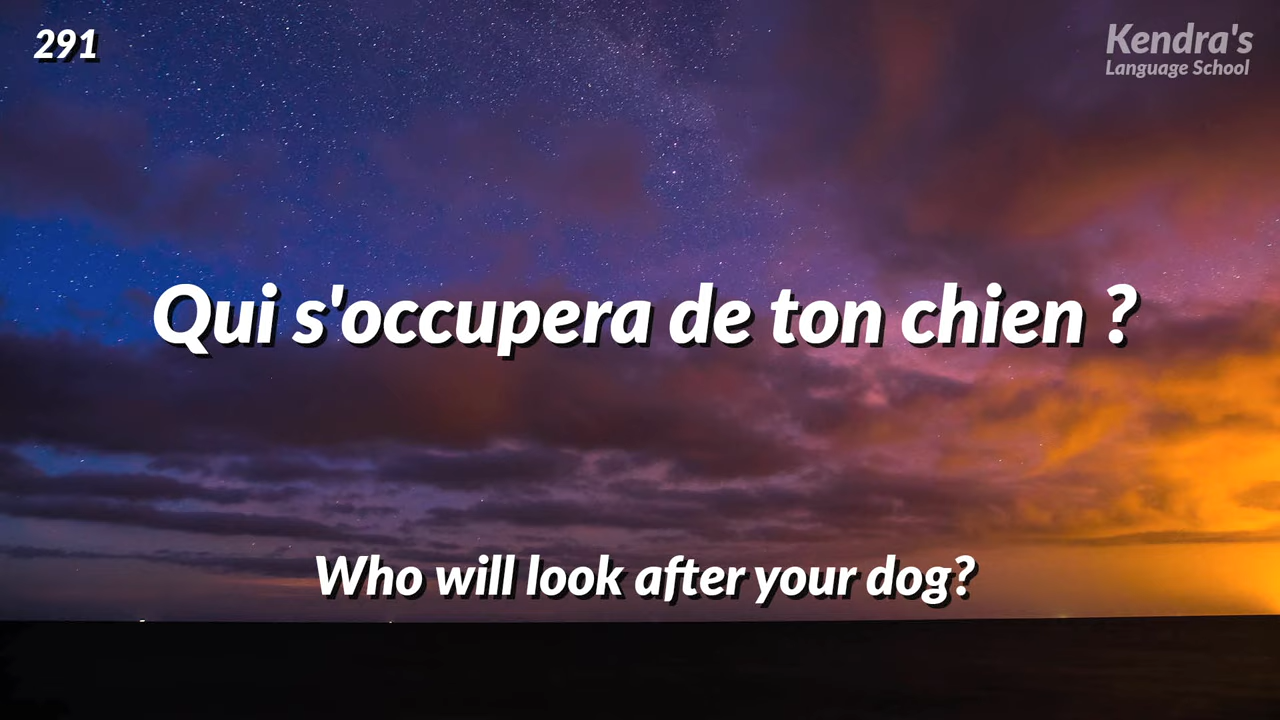 291
Kendra's
Language School
Qui s'occupera de ton chien ?
Who will look after your dog?